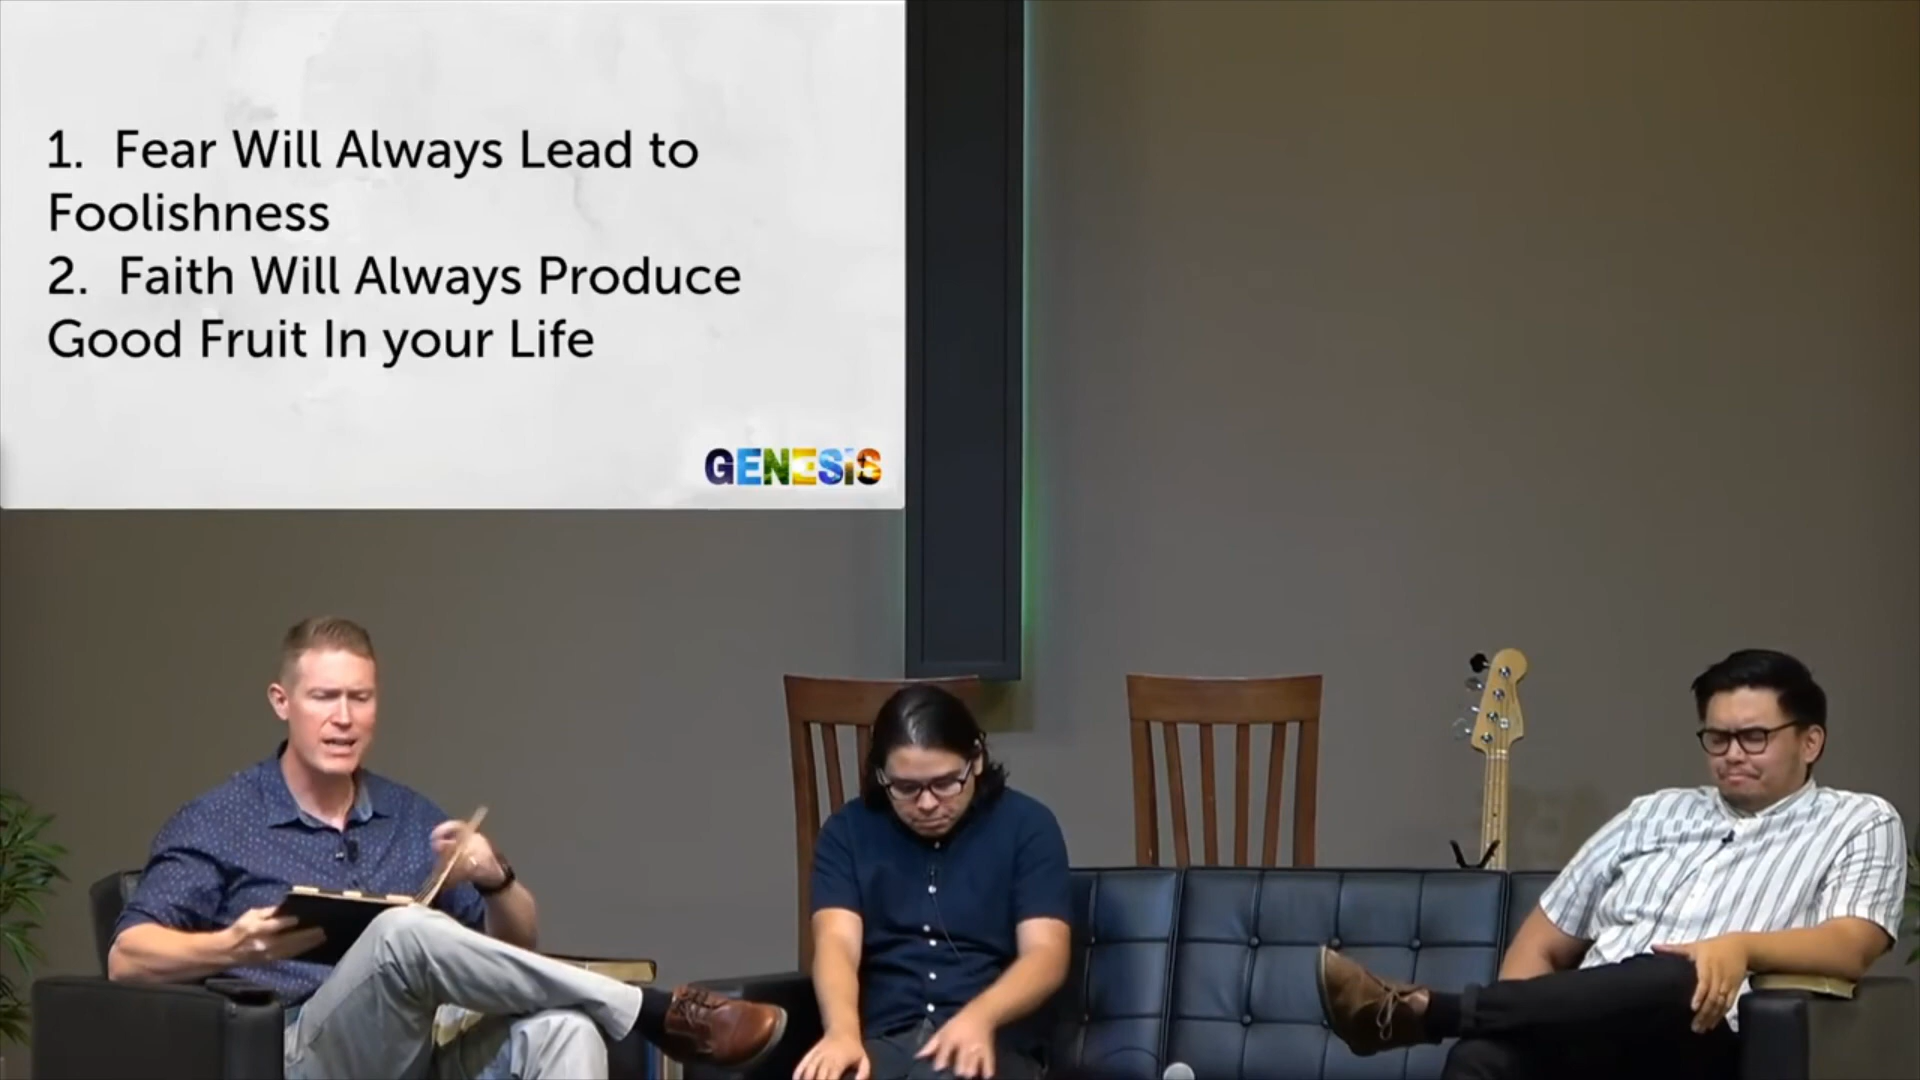 1. Fear Will Always Lead to
Foolishness
2. Faith Will Always Produce
Good Fruit In your Life
GENESiS